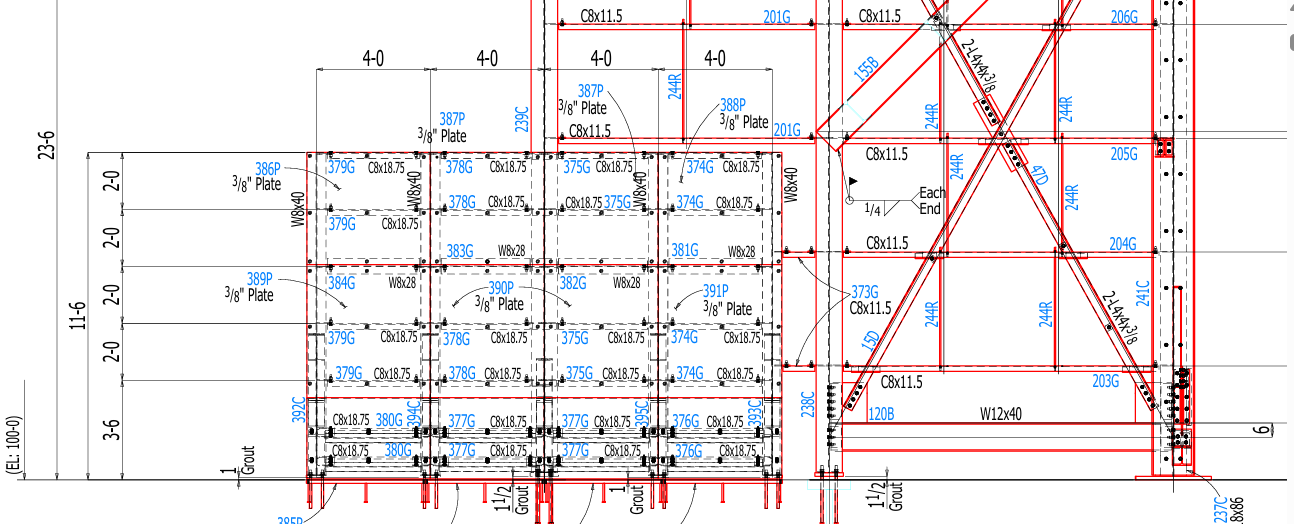 C8x11.5
201G
C8x11.5
206G
4-0
4-0
4-0
4-0
2-L4x4x3/8
155B
244R
387P
3/8" Plate
388P
3/8" Plate
239C
387P
3/8" Plate
C8x11.5
201G
244R
244R
23-6
C8x11.5
205G
386P
3/8" Plate
379G
C8x18.75
378G
C8x18.75
375G
C8x18.75
374G
2-0
W8x40
W8x40
W8x40
W8x40
244R
47D
244R
378G
C8x18.75
C8x18.75
375G
374G
1/4
Each
End
379G
C8x18.75
2-0
383G
W8x28
381G
W8x28
C8x11.5
204G
389P
3/8" Plate
384G
W8x28
390P
3/8" Plate
382G
W8x28
391P
3/8" Plate
373G
C8x11.5
2-0
241C
11-6
244R
244R
2-L4x4x3/8
379G
C8x18.75
378G
C8x18.75
375G
C8x18.75
374G
C8x18.75
15D
2-0
379G
C8x18.75
378G
C8x18.75
375G
C8x18.75
374G
C8x18.75
C8x11.5
203G
392C
394C
395C
393C
238C
120B
W12x40
3-6
C8x18.75
380G
377G
C8x18.75
377G
C8x18.75
376G
C8x18.75
6
(EL: 100-0)
C8x18.75
380G
377G
C8x18.75
377G
C8x18.75
376G
C8x18.75
1
Grout
1 1/2
Grout
1
Grout
1 1/2
Grout
237C
8x86
385P